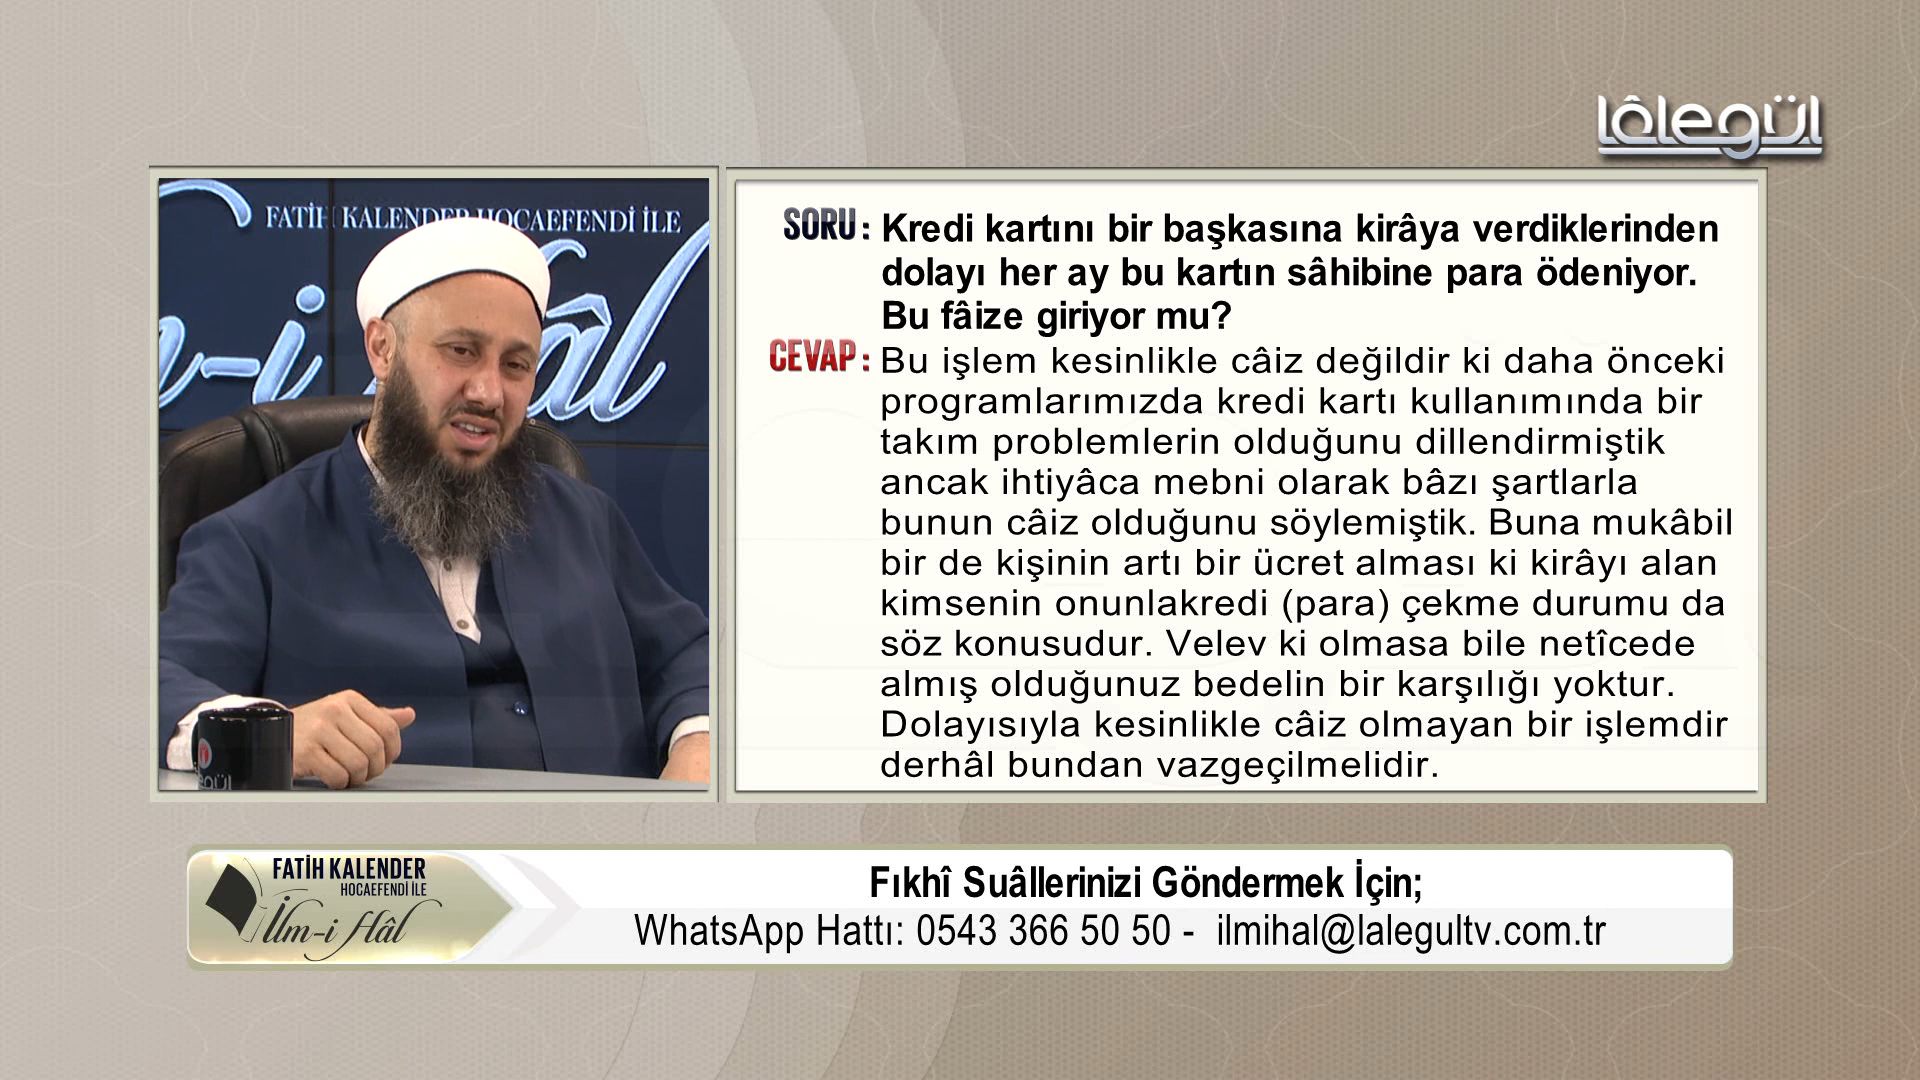 lâlegül
FATİH KALENDER HOCAEFENDİ İLE
m-i Hâl
SORU : Kredi kartını bir başkasına kirâya verdiklerinden
dolayı her ay bu kartın sâhibine para ödeniyor.
Bu fâize giriyor mu?
CEVAP : Bu işlem kesinlikle câiz değildir ki daha önceki
programlarımızda kredi kartı kullanımında bir
takım problemlerin olduğunu dillendirmiştik
ancak ihtiyâca mebni olarak bâzı şartlarla
bunun câiz olduğunu söylemiştik. Buna mukâbil
bir de kişinin artı bir ücret alması ki kirâyı alan
kimsenin onunlakredi (para) çekme durumu da
söz konusudur. Velev ki olmasa bile netîcede
almış olduğunuz bedelin bir karşılığı yoktur.
Dolayısıyla kesinlikle câiz olmayan bir işlemdir
derhâl bundan vazgeçilmelidir.
FATİH KALENDER
HOCAEFENDİ İLE
İlm-i Hâl
Fıkhî Suâllerinizi Göndermek İçin;
WhatsApp Hattı: 0543 366 50 50 - ilmihal@lalegultv.com.tr